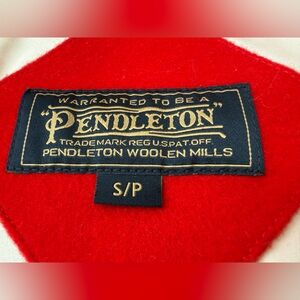 WARRANTED TO BE A
"PENDLETON"
TRADEMARK REG U.S. PAT. OFF.
PENDLETON WOOLEN MILLS
S/P